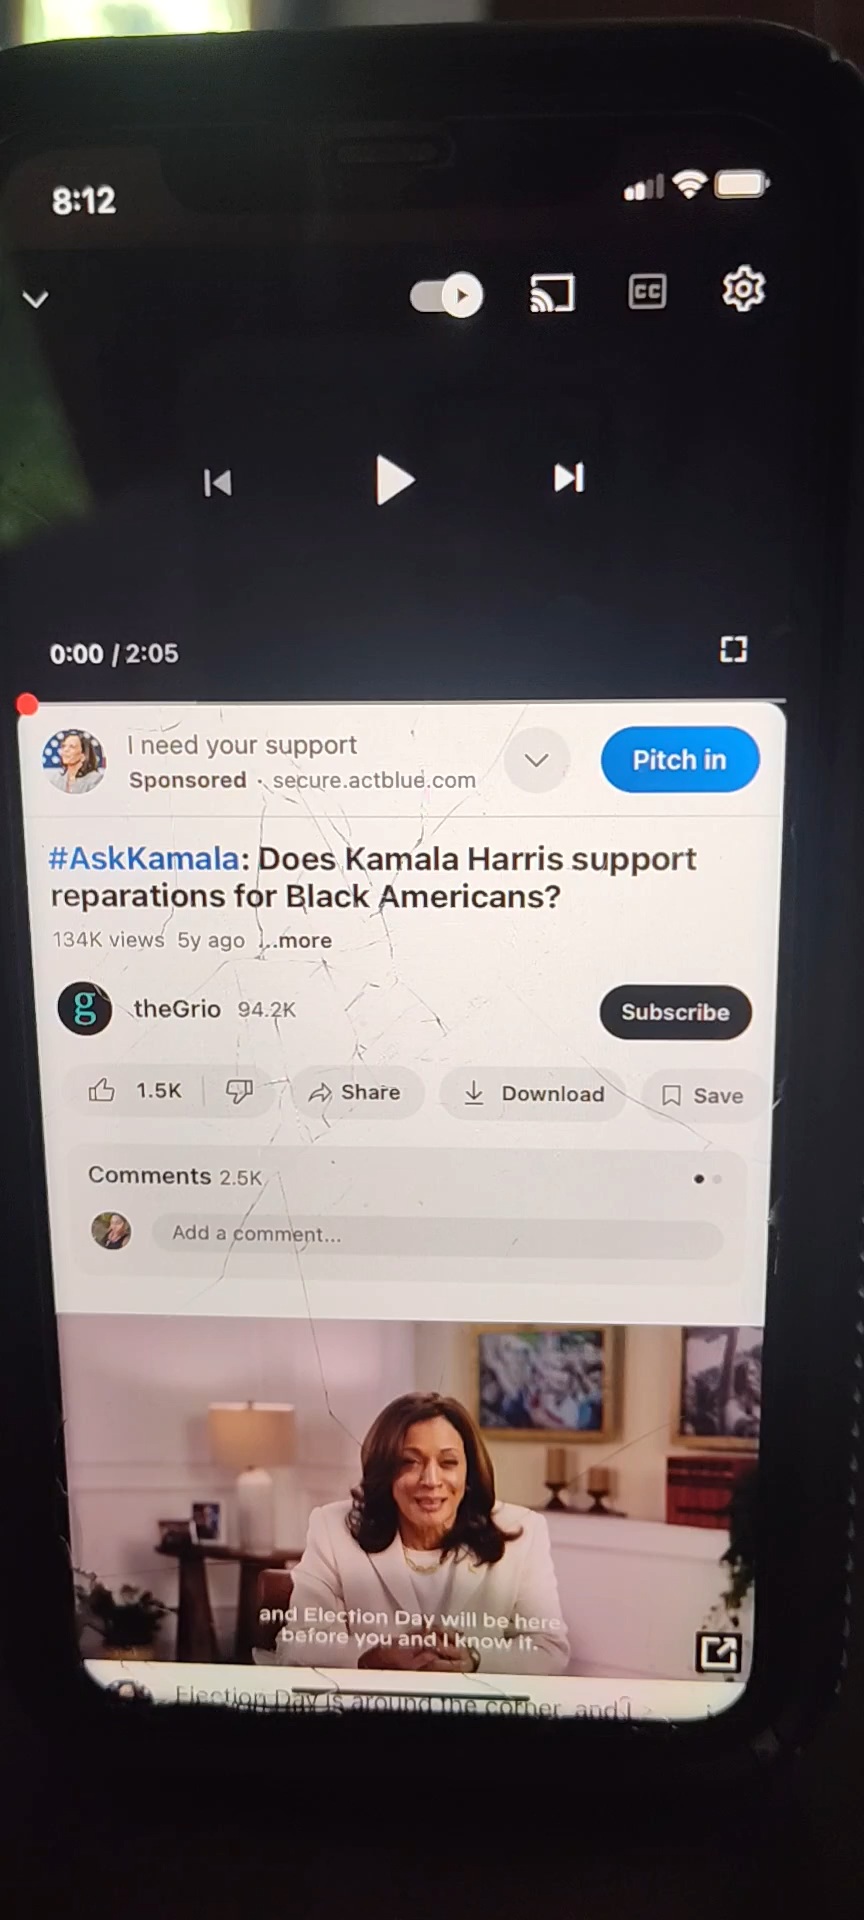 8:12
CC
0:00 / 2:05
I need your support
Sponsored · secure.actblue.com
Pitch in
#AskKamala: Does Kamala Harris support
reparations for Black Americans?
134K views 5y ago ...more
g theGrio 94.2K
Subscribe
1.5K Share Download Save
Comments 2.5K
Add a comment...
and Election Day will be here
before you and I know it.
Election Day is around the corner, and I